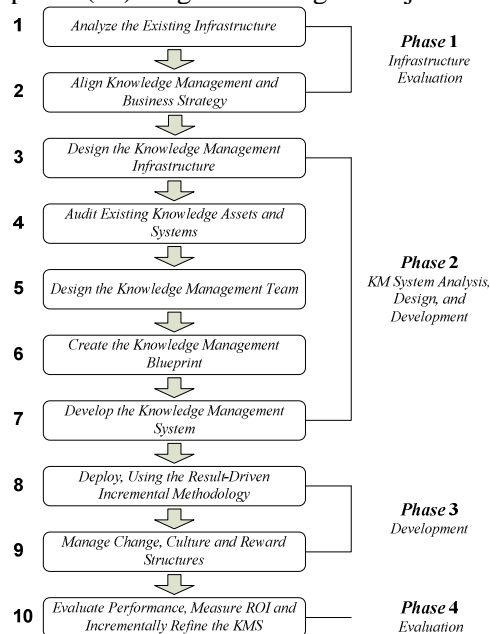 1
Analyze the Existing Infrastructure
Phase 1
Infrastructure
Evaluation
2
Align Knowledge Management and
Business Strategy
3
Design the Knowledge Management
Infrastructure
4
Audit Existing Knowledge Assets and
Systems
Phase 2
KM System Analysis,
Design, and
Development
5
Design the Knowledge Management Team
6
Create the Knowledge Management
Blueprint
7
Develop the Knowledge Management
System
8
Deploy, Using the Result-Driven
Incremental Methodology
Phase 3
Development
9
Manage Change, Culture and Reward
Structures
10
Evaluate Performance, Measure ROI and
Incrementally Refine the KMS
Phase 4
Evaluation